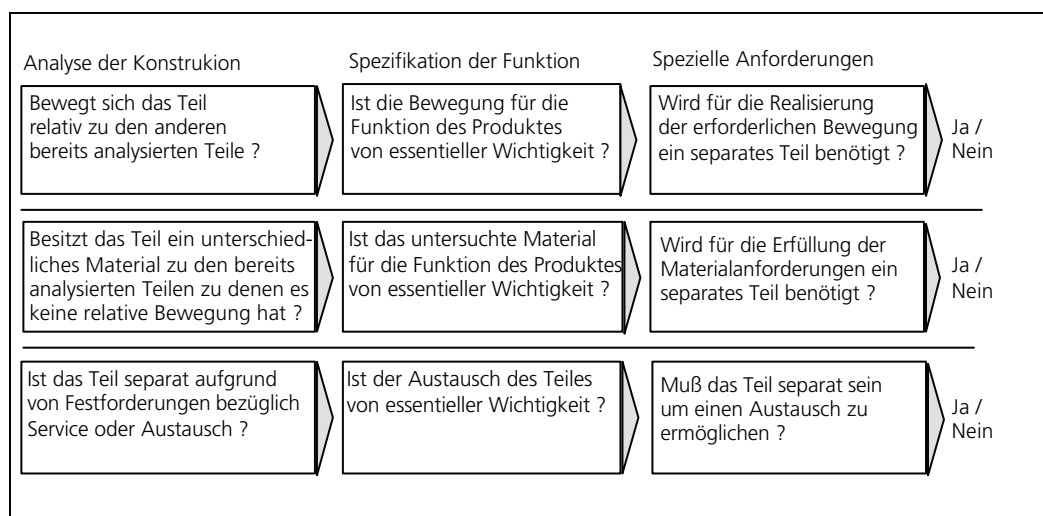 Analyse der Konstrukion
Spezifikation der Funktion
Spezielle Anforderungen
Bewegt sich das Teil
relativ zu den anderen
bereits analysierten Teile ?
Ist die Bewegung für die
Funktion des Produktes
von essentieller Wichtigkeit ?
Wird für die Realisierung
der erforderlichen Bewegung
ein separates Teil benötigt ?
Ja /
Nein
Besitzt das Teil ein unterschied-
liches Material zu den bereits
analysierten Teilen zu denen es
keine relative Bewegung hat ?
Ist das untersuchte Material
für die Funktion des Produktes
von essentieller Wichtigkeit ?
Wird für die Erfüllung der
Materialanforderungen ein
separates Teil benötigt ?
Ja /
Nein
Ist das Teil separat aufgrund
von Festforderungen bezüglich
Service oder Austausch ?
Ist der Austausch des Teiles
von essentieller Wichtigkeit ?
Muß das Teil separat sein
um einen Austausch zu
ermöglichen ?
Ja /
Nein